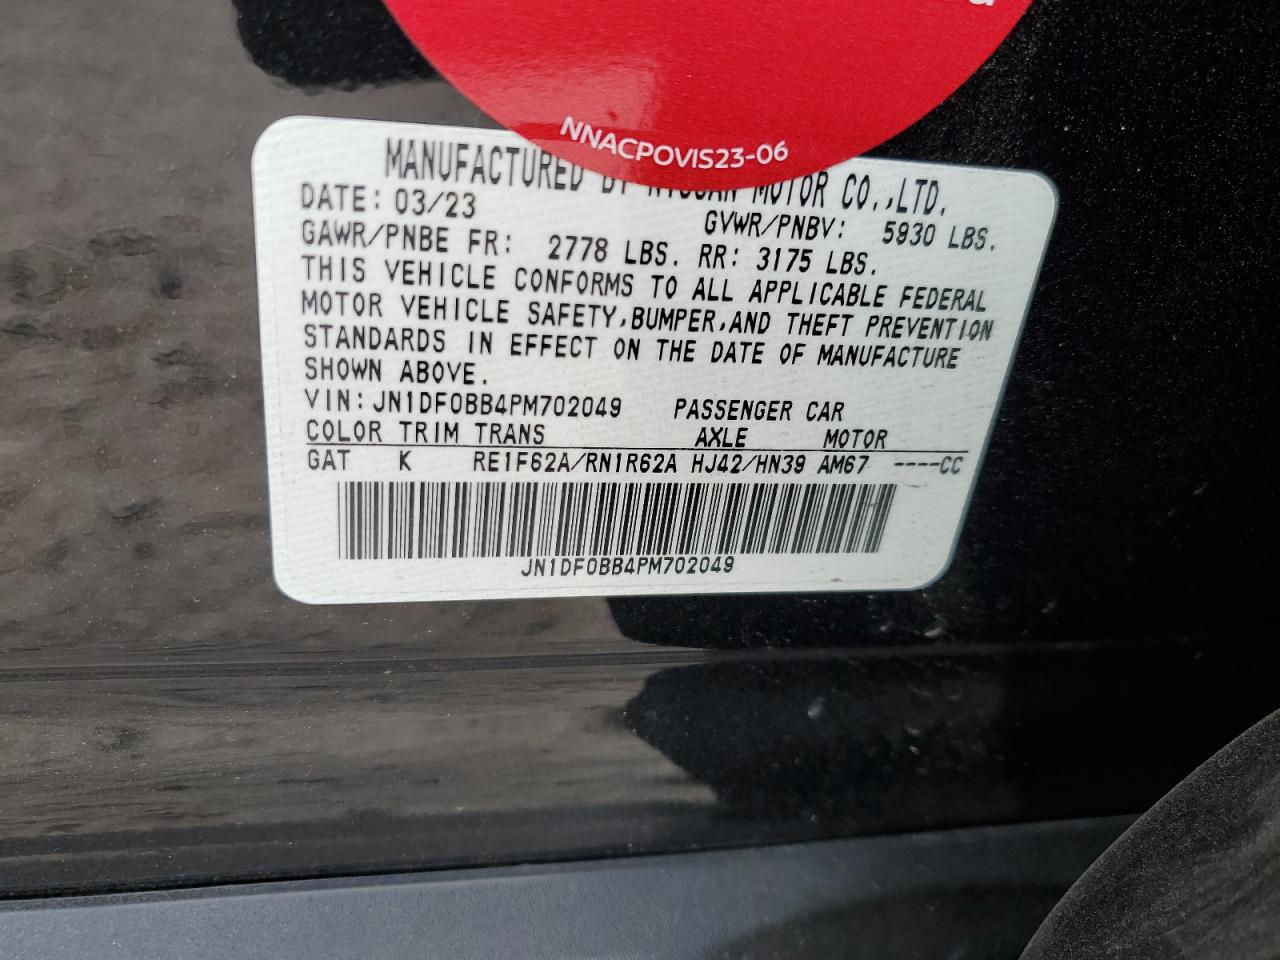 NNACPOVIS23-06
MANUFACTURED BY NISSAN MOTOR CO.,LTD.
DATE: 03/23 GVWR/PNBV: 5930 LBS.
GAWR/PNBE FR: 2778 LBS. RR: 3175 LBS.
THIS VEHICLE CONFORMS TO ALL APPLICABLE FEDERAL
MOTOR VEHICLE SAFETY,BUMPER,AND THEFT PREVENTION
STANDARDS IN EFFECT ON THE DATE OF MANUFACTURE
SHOWN ABOVE.
VIN:JN1DF0BB4PM702049 PASSENGER CAR
COLOR TRIM TRANS AXLE MOTOR
GAT K RE1F62A/RN1R62A HJ42/HN39 AM67 ----CC
JN1DF0BB4PM702049